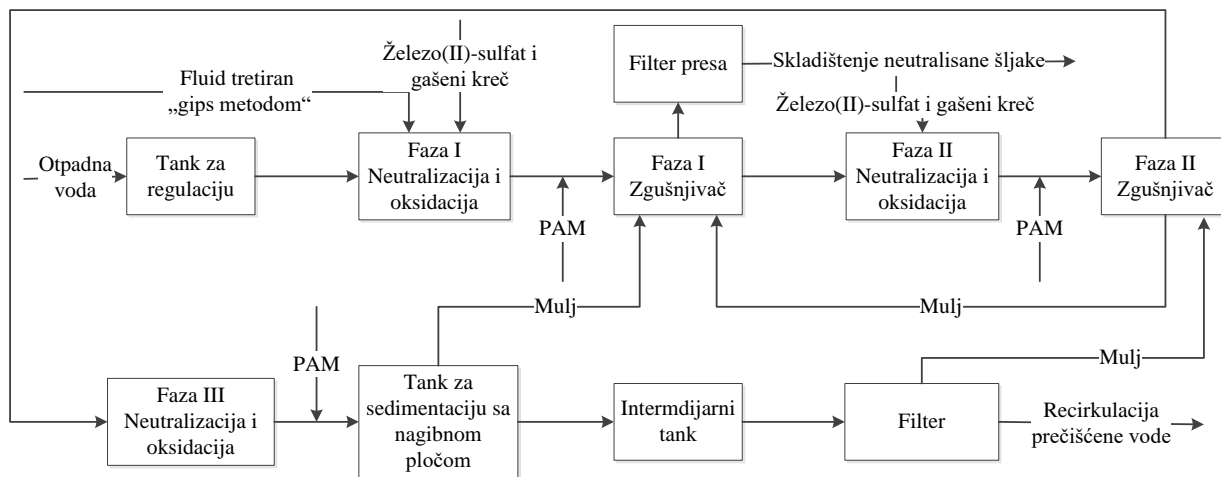 Železo(II)-sulfat i
gašeni kreč
Fluid tretiran
„gips metodom“
Filter presa
Skladištenje neutralisane šljake
Železo(II)-sulfat i gašeni kreč
Otpadna
voda
Tank za
regulaciju
Faza I
Neutralizacija i
oksidacija
PAM
Faza I
Zgušnjivač
Faza II
Neutralizacija i
oksidacija
PAM
Faza II
Zgušnjivač
Mulj
Mulj
PAM
Mulj
Faza III
Neutralizacija i
oksidacija
Tank za
sedimentaciju sa
nagibnom
pločom
Intermdijarni
tank
Filter
Recirkulacija
prečišćene vode